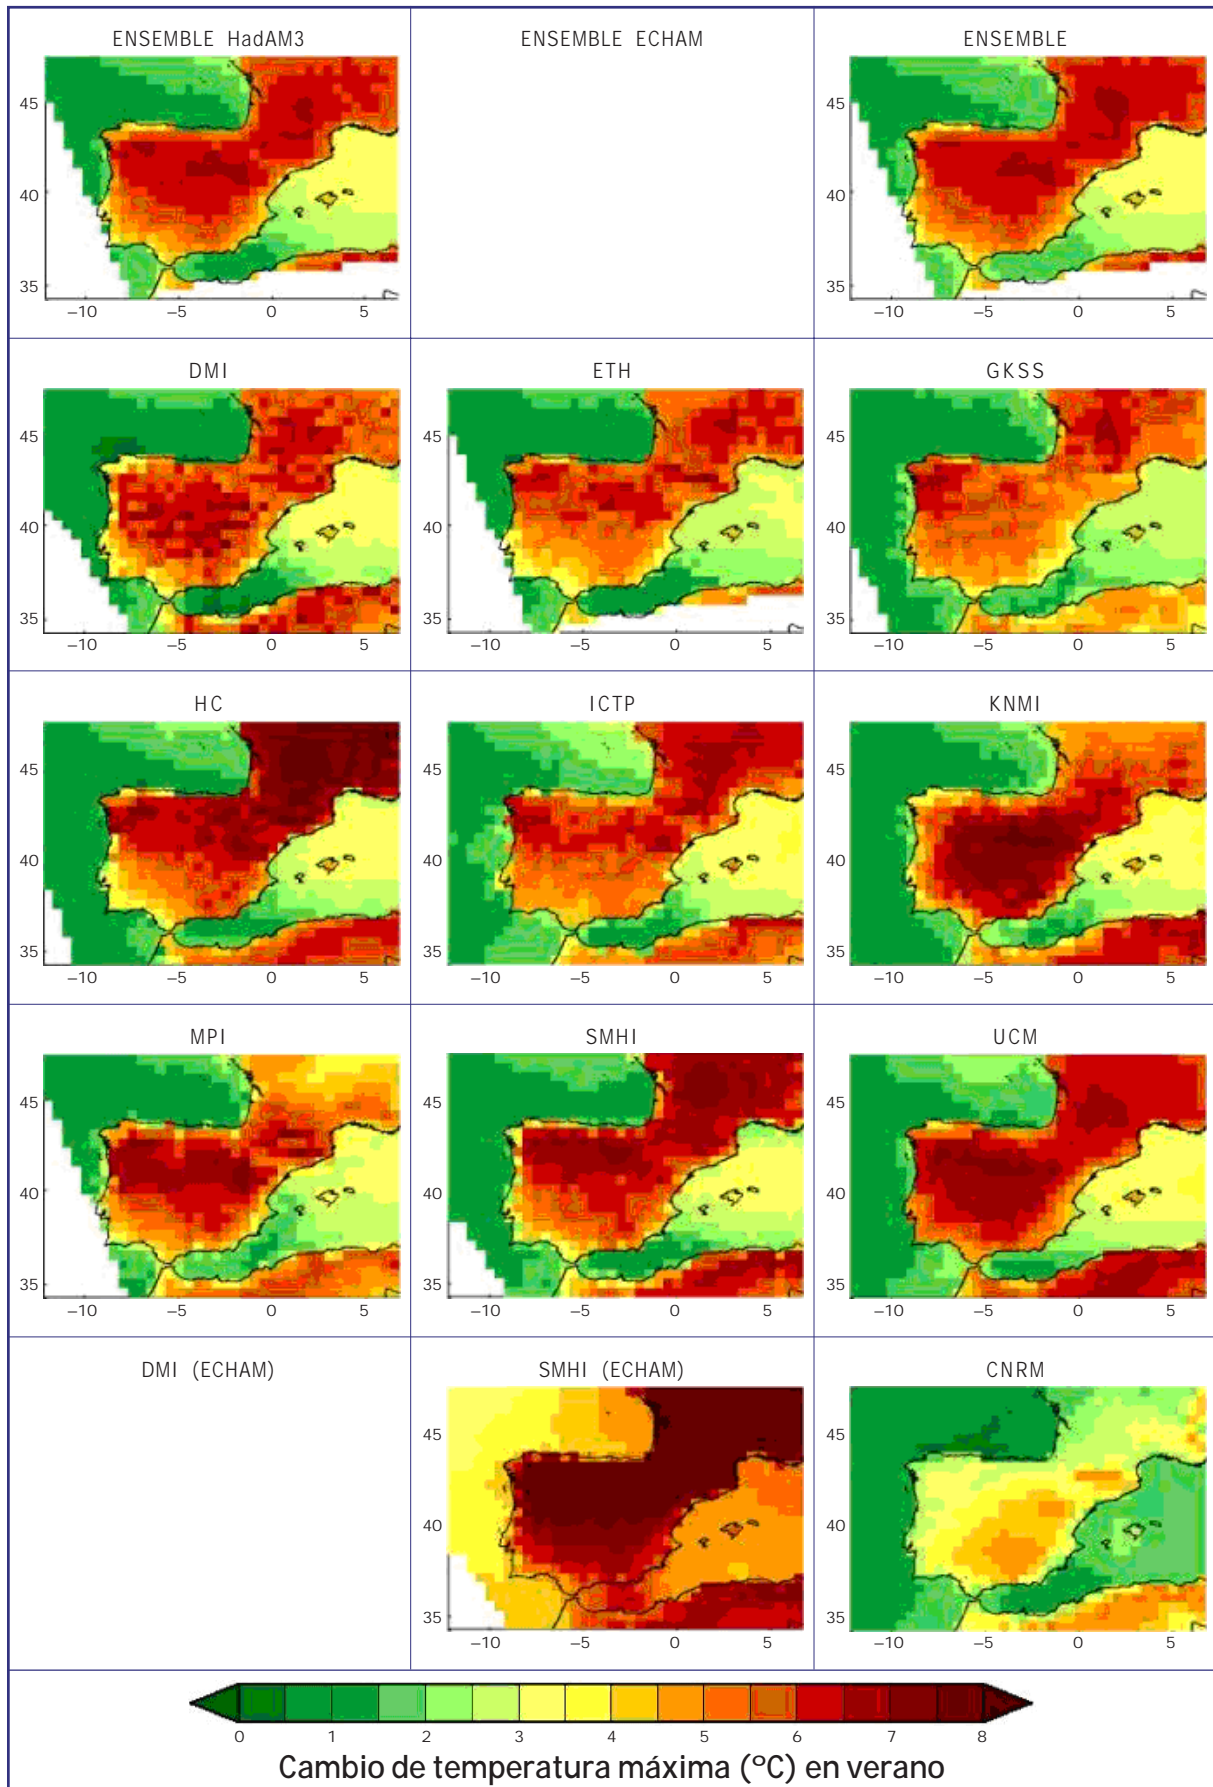 ENSEMBLE HadAM3 ENSEMBLE ECHAM ENSEMBLE
45 45
40 40
35 35
−10 −5 0 5 −10 −5 0 5
DMI ETH GKSS
45 45 45
40 40 40
35 35 35
−10 −5 0 5 −10 −5 0 5 −10 −5 0 5
HC ICTP KNMI
45 45 45
40 40 40
35 35 35
−10 −5 0 5 −10 −5 0 5 −10 −5 0 5
MPI SMHI UCM
45 45 45
40 40 40
35 35 35
−10 −5 0 5 −10 −5 0 5 −10 −5 0 5
DMI (ECHAM) SMHI (ECHAM) CNRM
45 45
40 40
35 35
−10 −5 0 5 −10 −5 0 5
0 1 2 3 4 5 6 7 8
Cambio de temperatura máxima (ºC) en verano